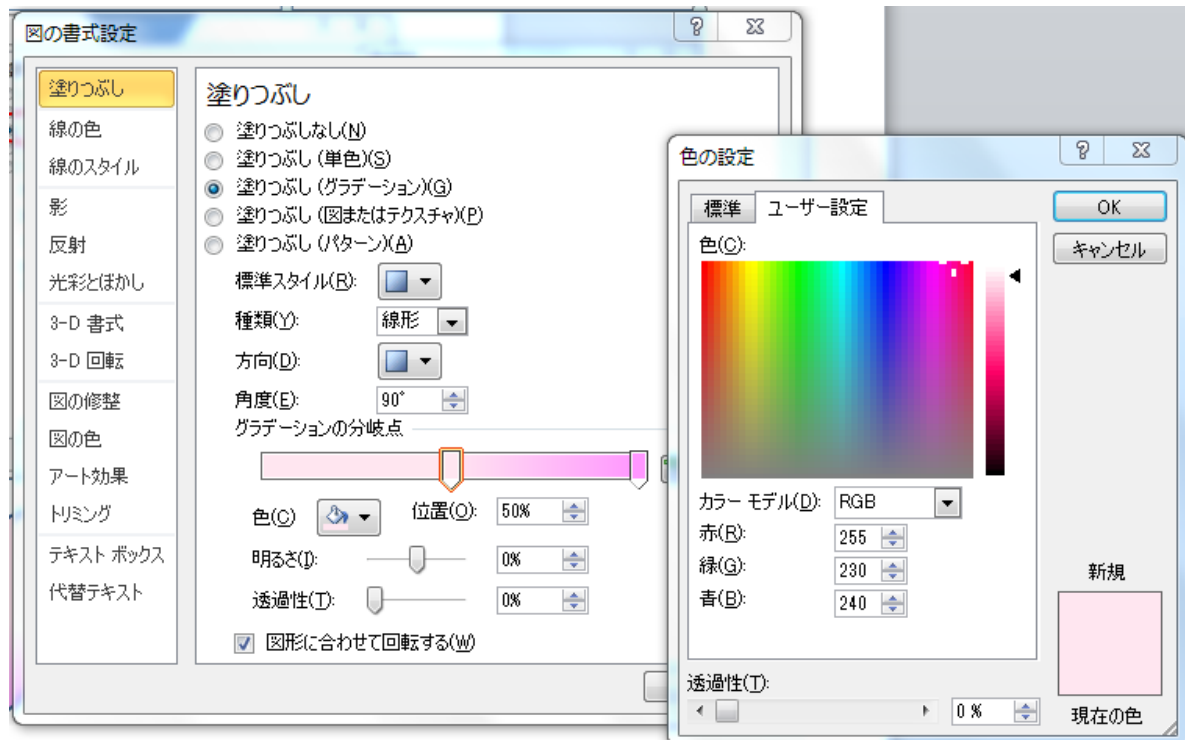 図の書式設定
塗りつぶし
線の色
線のスタイル
影
反射
光彩とぼかし
3-D 書式
3-D 回転
図の修整
図の色
アート効果
トリミング
テキスト ボックス
代替テキスト
塗りつぶし
塗りつぶしなし(N)
塗りつぶし (単色)(S)
塗りつぶし (グラデーション)(G)
塗りつぶし (図またはテクスチャ)(P)
塗りつぶし (パターン)(A)
標準スタイル(R):
種類(Y): 線形
方向(D):
角度(E): 90°
グラデーションの分岐点
色(C) 位置(O): 50%
明るさ(I): 0%
透過性(T): 0%
図形に合わせて回転する(W)
色の設定
標準 ユーザー設定
OK
キャンセル
色(C):
カラー モデル(D): RGB
赤(R): 255
緑(G): 230
青(B): 240
新規
現在の色
透過性(T):
0 %